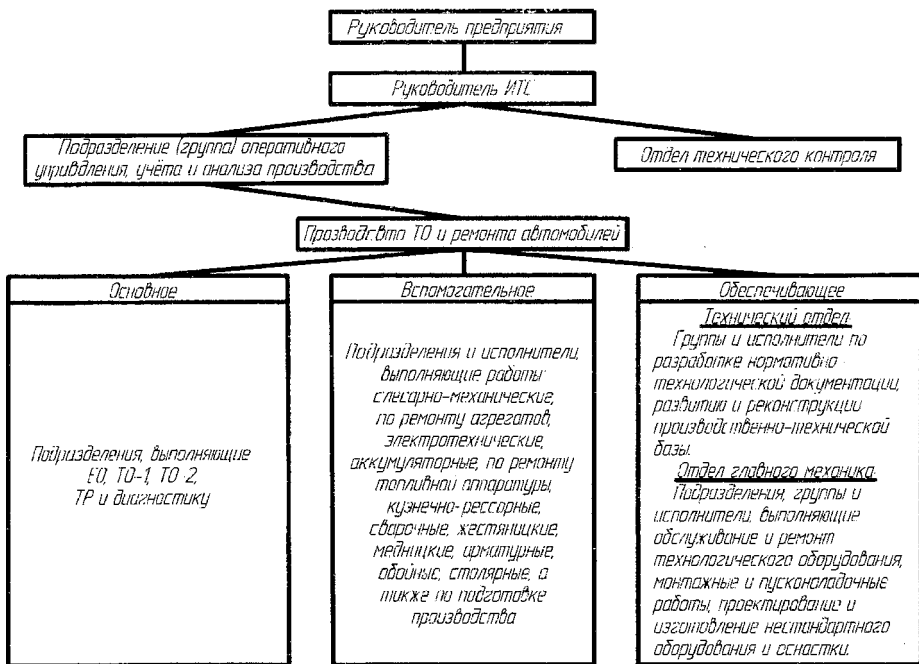 Руководитель предприятия
Руководитель ИТС
Подразделение (группа) оперативного
управления, учёта и анализа производства
Отдел технического контроля
Прозводство ТО и ремонта автомобилей
Основное
Подразделения, выполняющие
ЕО, ТО-1, ТО-2,
ТР и диагностику
Вспомогательное
Подразделения и исполнители,
выполняющие работы
слесарно-механические,
по ремонту агрегатов,
электротехнические,
аккумуляторные, по ремонту
топливной аппаратуры,
кузнечно-рессорные,
сварочные, жестяницкие,
медницкие, арматурные,
обойные, столярные, а
также по подготовке
производства
Обеспечивающее
Технический отдел:
Группы и исполнители по
разработке нормативно-
технологической документации,
развитию и реконструкции
производственно-технической
базы.
Отдел главного механика:
Подразделения, группы и
исполнители, выполняющие
обслуживание и ремонт
технологического оборудования,
монтажные и пусконаладочные
работы, проектирование и
изготовление нестандартного
оборудования и оснастки.